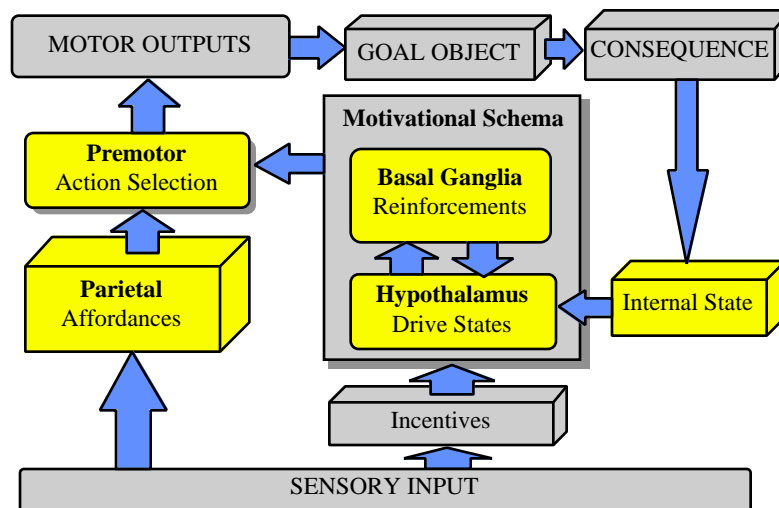 MOTOR OUTPUTS
GOAL OBJECT
CONSEQUENCE
Motivational Schema
Premotor
Action Selection
Basal Ganglia
Reinforcements
Parietal
Affordances
Hypothalamus
Drive States
Internal State
Incentives
SENSORY INPUT